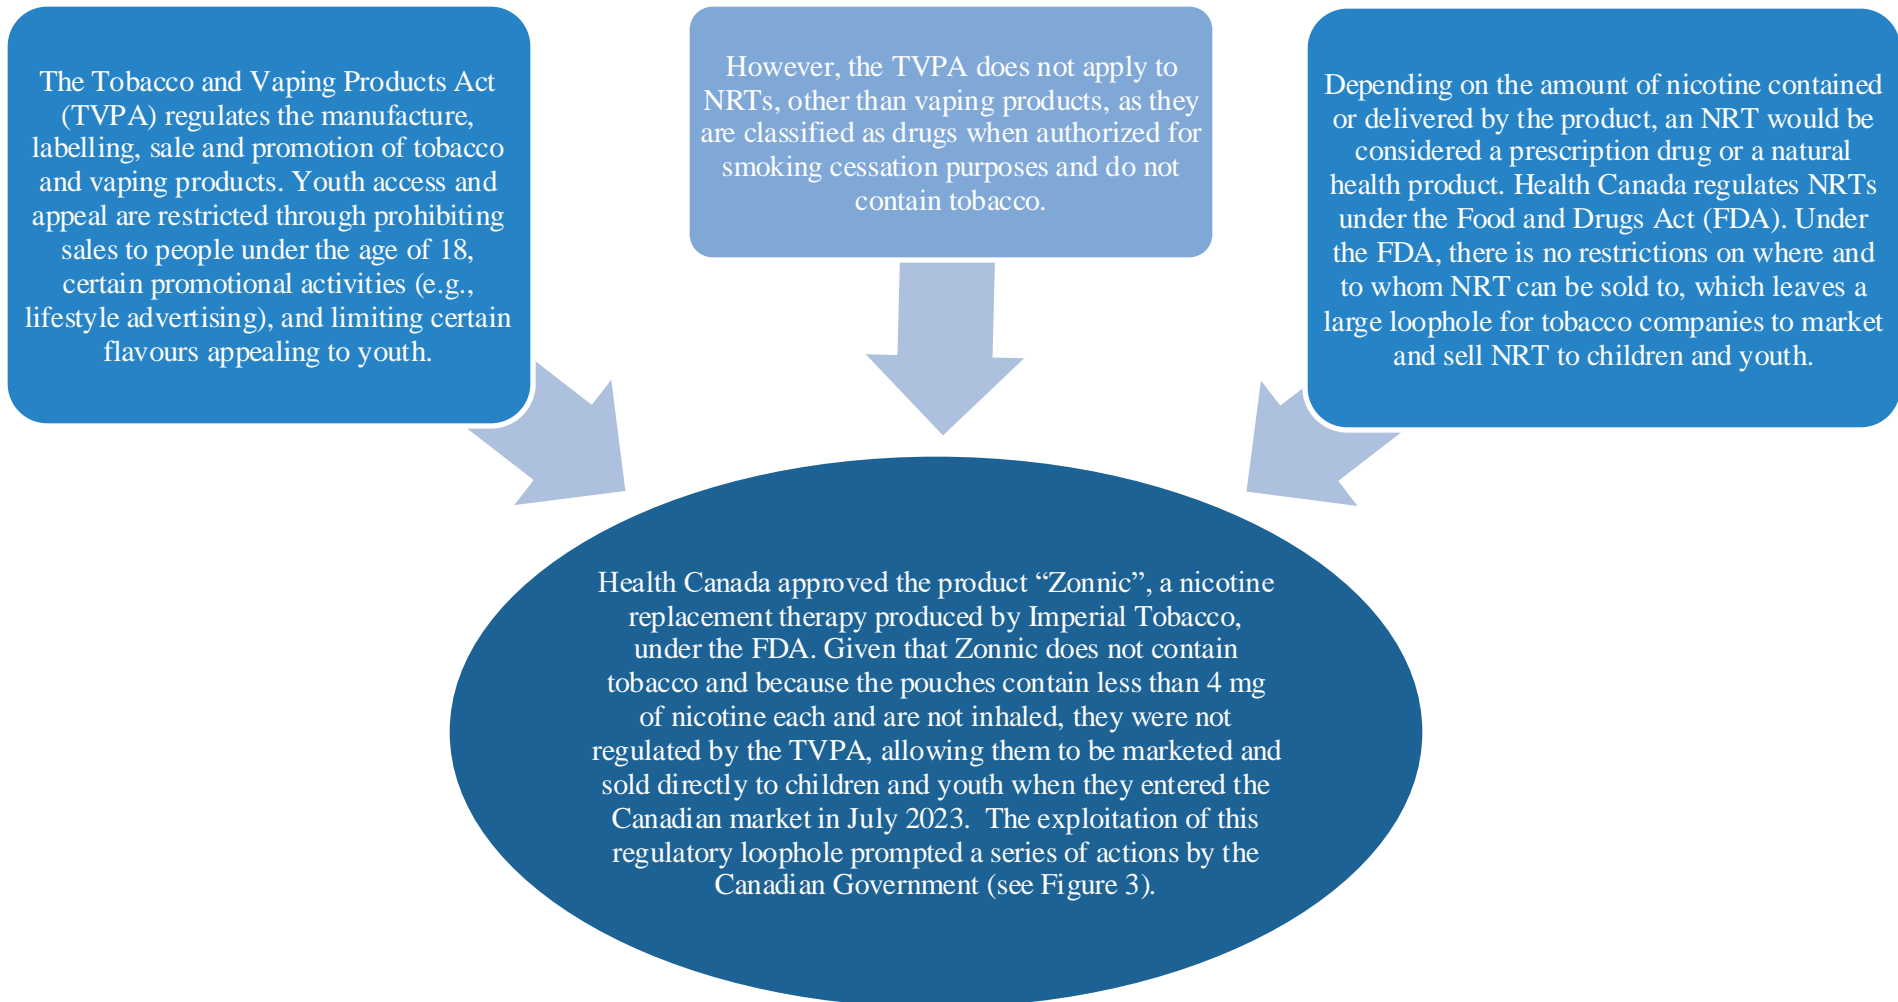 The Tobacco and Vaping Products Act
(TVPA) regulates the manufacture,
labelling, sale and promotion of tobacco
and vaping products. Youth access and
appeal are restricted through prohibiting
sales to people under the age of 18,
certain promotional activities (e.g.,
lifestyle advertising), and limiting certain
flavours appealing to youth.
However, the TVPA does not apply to
NRTs, other than vaping products, as they
are classified as drugs when authorized for
smoking cessation purposes and do not
contain tobacco.
Depending on the amount of nicotine contained
or delivered by the product, an NRT would be
considered a prescription drug or a natural
health product. Health Canada regulates NRTs
under the Food and Drugs Act (FDA). Under
the FDA, there is no restrictions on where and
to whom NRT can be sold to, which leaves a
large loophole for tobacco companies to market
and sell NRT to children and youth.
Health Canada approved the product “Zonnic”, a nicotine
replacement therapy produced by Imperial Tobacco,
under the FDA. Given that Zonnic does not contain
tobacco and because the pouches contain less than 4 mg
of nicotine each and are not inhaled, they were not
regulated by the TVPA, allowing them to be marketed and
sold directly to children and youth when they entered the
Canadian market in July 2023.  The exploitation of this
regulatory loophole prompted a series of actions by the
Canadian Government (see Figure 3).